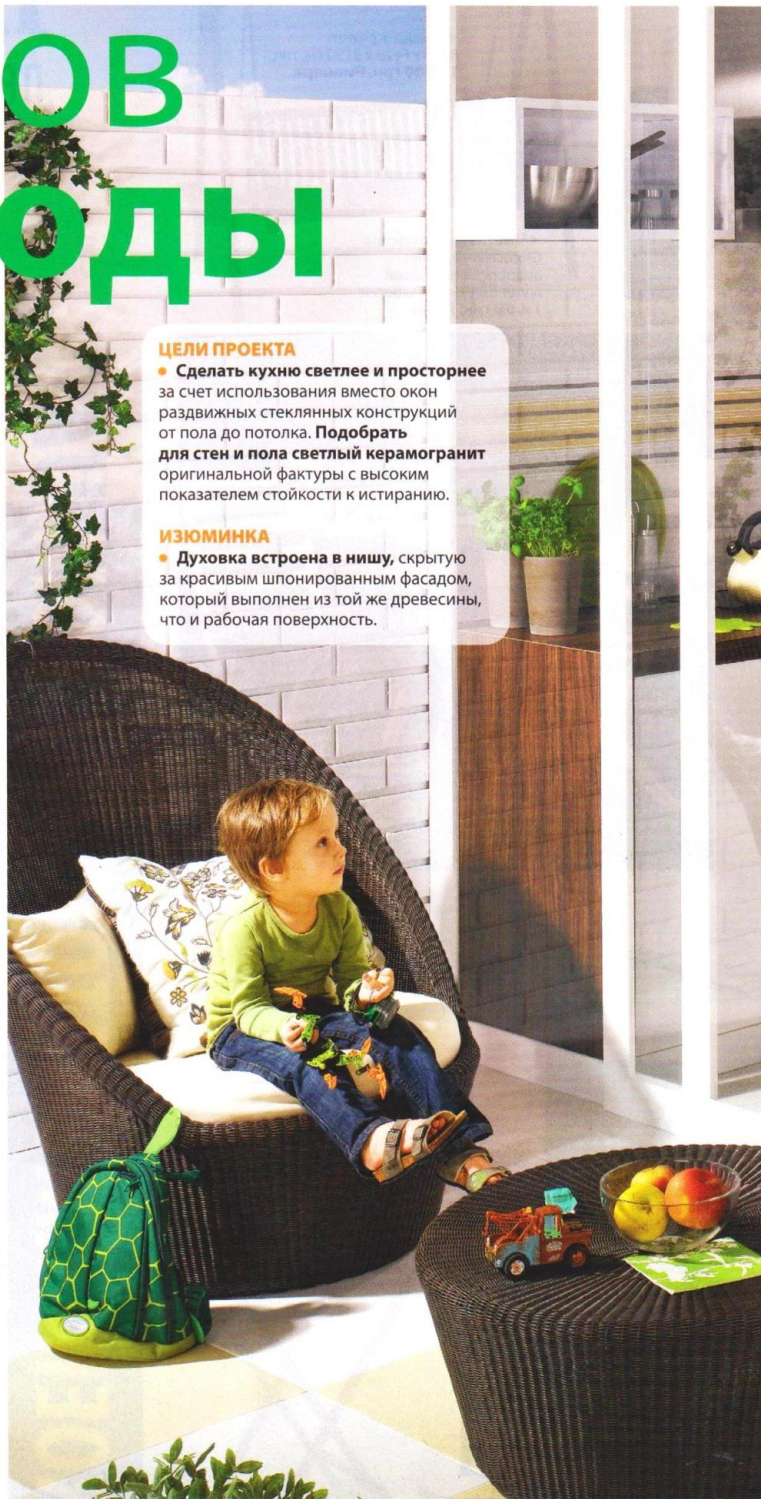 ов
оды
ЦЕЛИ ПРОЕКТА
• Сделать кухню светлее и просторнее
за счет использования вместо окон
раздвижных стеклянных конструкций
от пола до потолка. Подобрать
для стен и пола светлый керамогранит
оригинальной фактуры с высоким
показателем стойкости к истиранию.
ИЗЮМИНКА
• Духовка встроена в нишу, скрытую
за красивым шпонированным фасадом,
который выполнен из той же древесины,
что и рабочая поверхность.